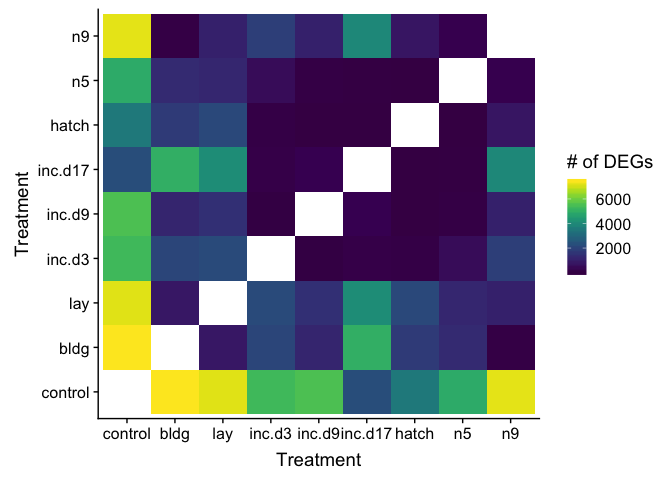 n9
n5
hatch
inc.d17
inc.d9
inc.d3
lay
bldg
control
Treatment
control bldg lay inc.d3 inc.d9 inc.d17 hatch n5 n9
Treatment
# of DEGs
6000
4000
2000